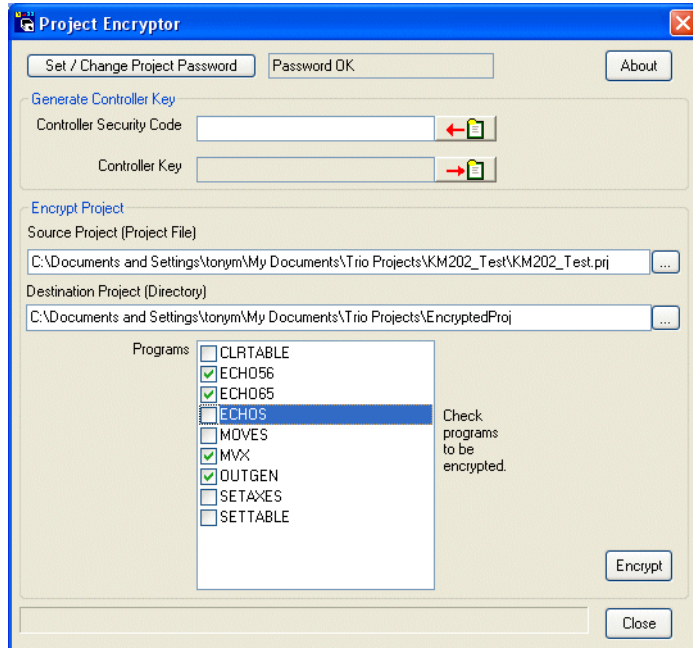 Project Encryptor
Set / Change Project Password
Password OK
About
Generate Controller Key
Controller Security Code
Controller Key
Encrypt Project
Source Project (Project File)
C:\Documents and Settings\tonym\My Documents\Trio Projects\KM202_Test\KM202_Test.prj
...
Destination Project (Directory)
C:\Documents and Settings\tonym\My Documents\Trio Projects\EncryptedProj
...
Programs
CLRTABLE
ECHO56
ECHO65
ECHOS
MOVES
MVX
OUTGEN
SETAXES
SETTABLE
Check
programs
to be
encrypted.
Encrypt
Close